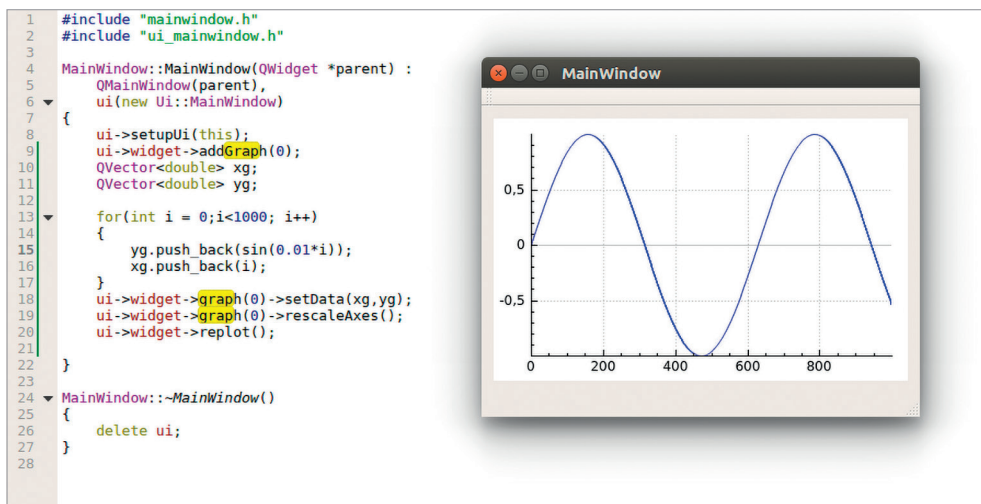 1 #include "mainwindow.h"
2 #include "ui_mainwindow.h"
3
4 MainWindow::MainWindow(QWidget *parent) :
5 QMainWindow(parent),
6 ui(new Ui::MainWindow)
7 {
8 ui->setupUi(this);
9 ui->widget->addGraph(0);
10 QVector<double> xg;
11 QVector<double> yg;
12
13 for(int i = 0;i<1000; i++)
14 {
15 yg.push_back(sin(0.01*i));
16 xg.push_back(i);
17 }
18 ui->widget->graph(0)->setData(xg,yg);
19 ui->widget->graph(0)->rescaleAxes();
20 ui->widget->replot();
21
22 }
23
24 MainWindow::~MainWindow()
25 {
26 delete ui;
27 }
28
MainWindow
0,5
0
-0,5
0 200 400 600 800